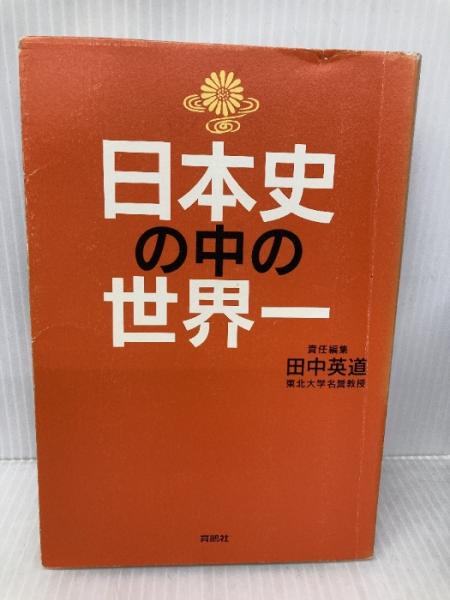 日本史
の中の
世界一
責任編集
田中英道
東北大学名誉教授
育鵬社